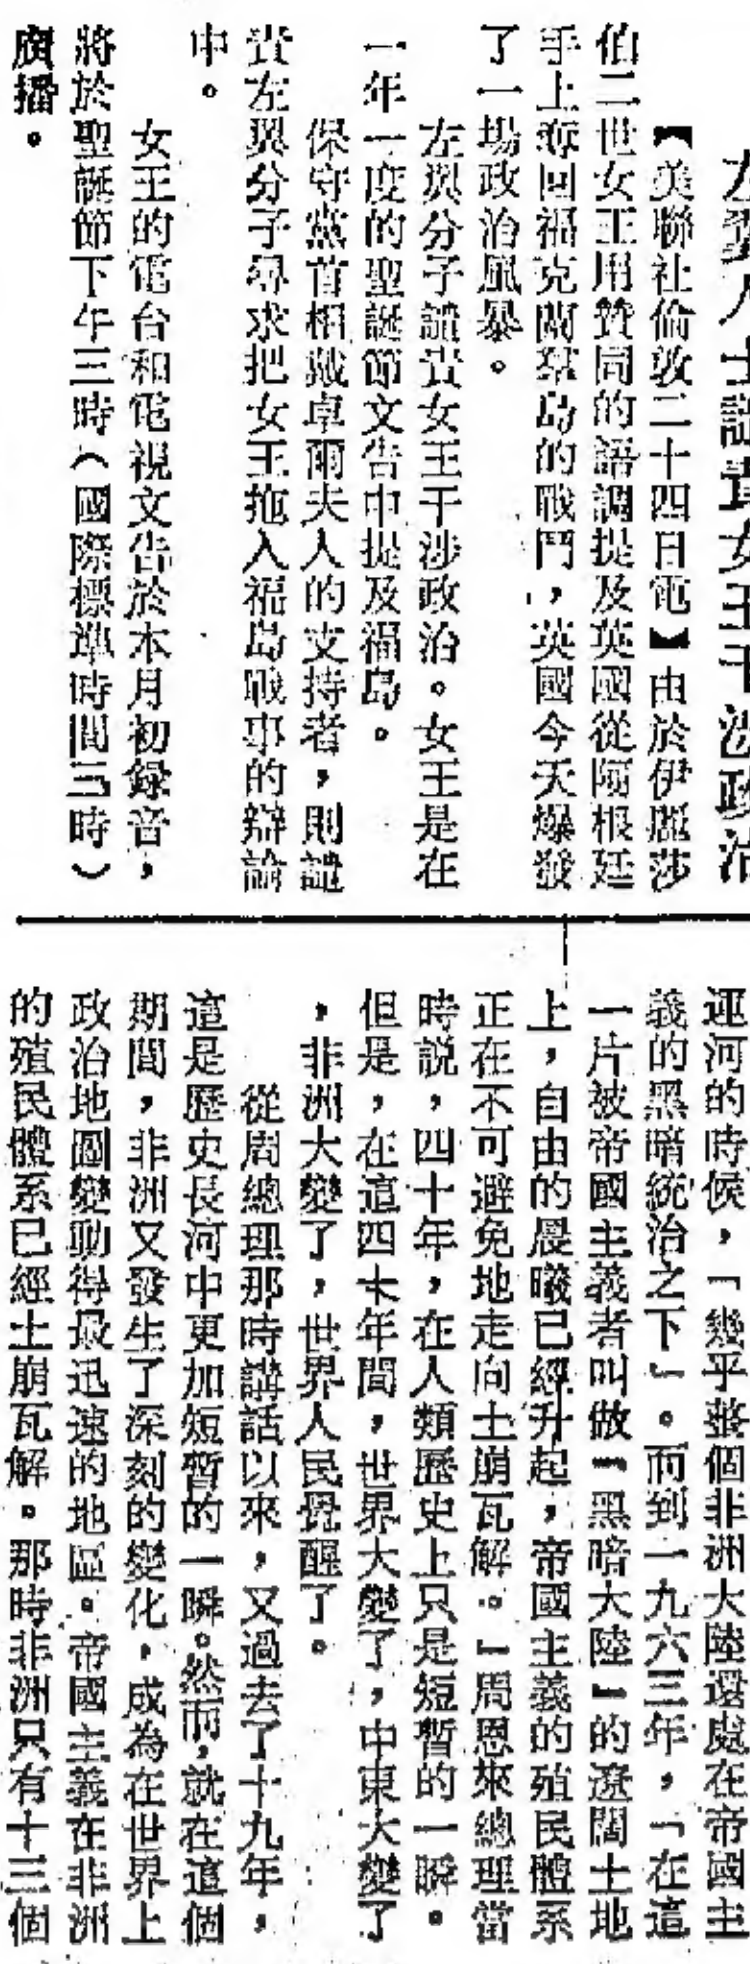 左翼人士譴責女王干涉政治
【美聯社倫敦二十四日電】由於伊麗莎
伯二世女王用贊同的語調提及英國從阿根廷
手上奪回福克蘭羣島的戰鬥，英國今天爆發
了一場政治風暴。
左翼分子譴責女王干涉政治。女王是在
一年一度的聖誕節文告中提及福島。
保守黨首相戴卓爾夫人的支持者，則譴
責左翼分子尋求把女王拖入福島戰事的辯論
中。
女王的電台和電視文告於本月初錄音，
將於聖誕節下午三時（國際標準時間三時）
廣播。
運河的時候，「幾乎整個非洲大陸還處在帝國主
義的黑暗統治之下」。而到一九六三年，「在這
一片被帝國主義者叫做『黑暗大陸』的遼闊土地
上，自由的晨曦已經升起，帝國主義的殖民體系
正在不可避免地走向土崩瓦解。」周恩來總理當
時說，四十年，在人類歷史上只是短暫的一瞬。
但是，在這四十年間，世界大變了，中東大變了
，非洲大變了，世界人民覺醒了。
從周總理那時講話以來，又過去了十九年，
這是歷史長河中更加短暫的一瞬。然而，就在這個
期間，非洲又發生了深刻的變化，成為在世界上
政治地圖變動得最迅速的地區。帝國主義在非洲
的殖民體系已經土崩瓦解。那時非洲只有十三個